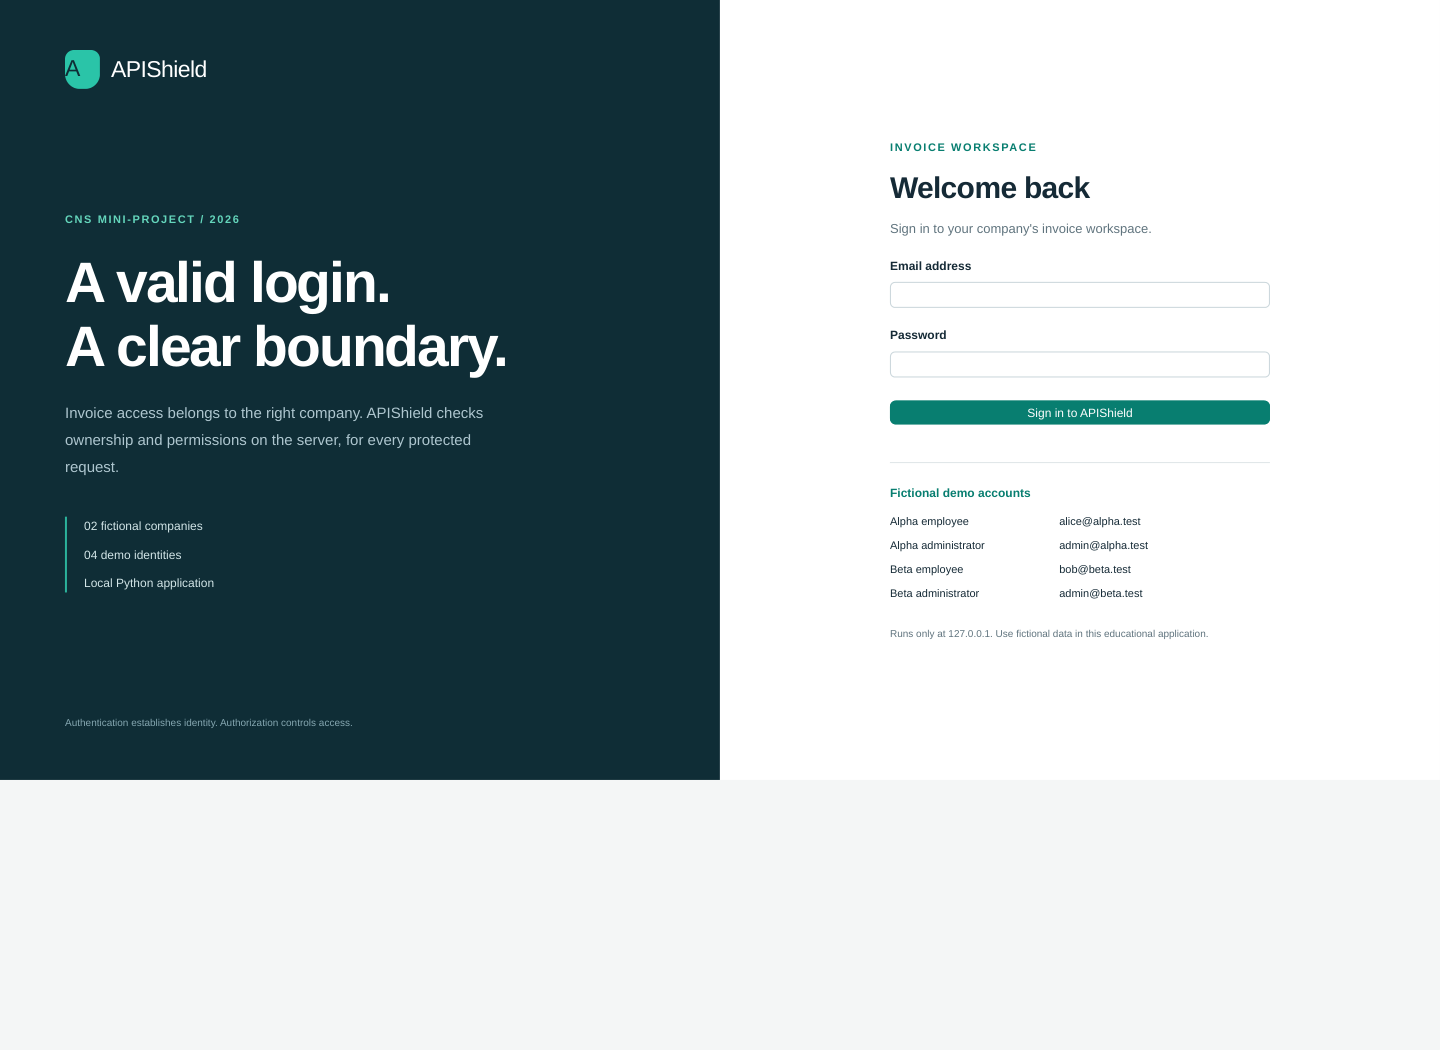 A APIShield
CNS MINI-PROJECT / 2026
A valid login.
A clear boundary.
Invoice access belongs to the right company. APIShield checks
ownership and permissions on the server, for every protected
request.
02 fictional companies
04 demo identities
Local Python application
Authentication establishes identity. Authorization controls access.
INVOICE WORKSPACE
Welcome back
Sign in to your company's invoice workspace.
Email address
Password
Sign in to APIShield
Fictional demo accounts
Alpha employee alice@alpha.test
Alpha administrator admin@alpha.test
Beta employee bob@beta.test
Beta administrator admin@beta.test
Runs only at 127.0.0.1. Use fictional data in this educational application.